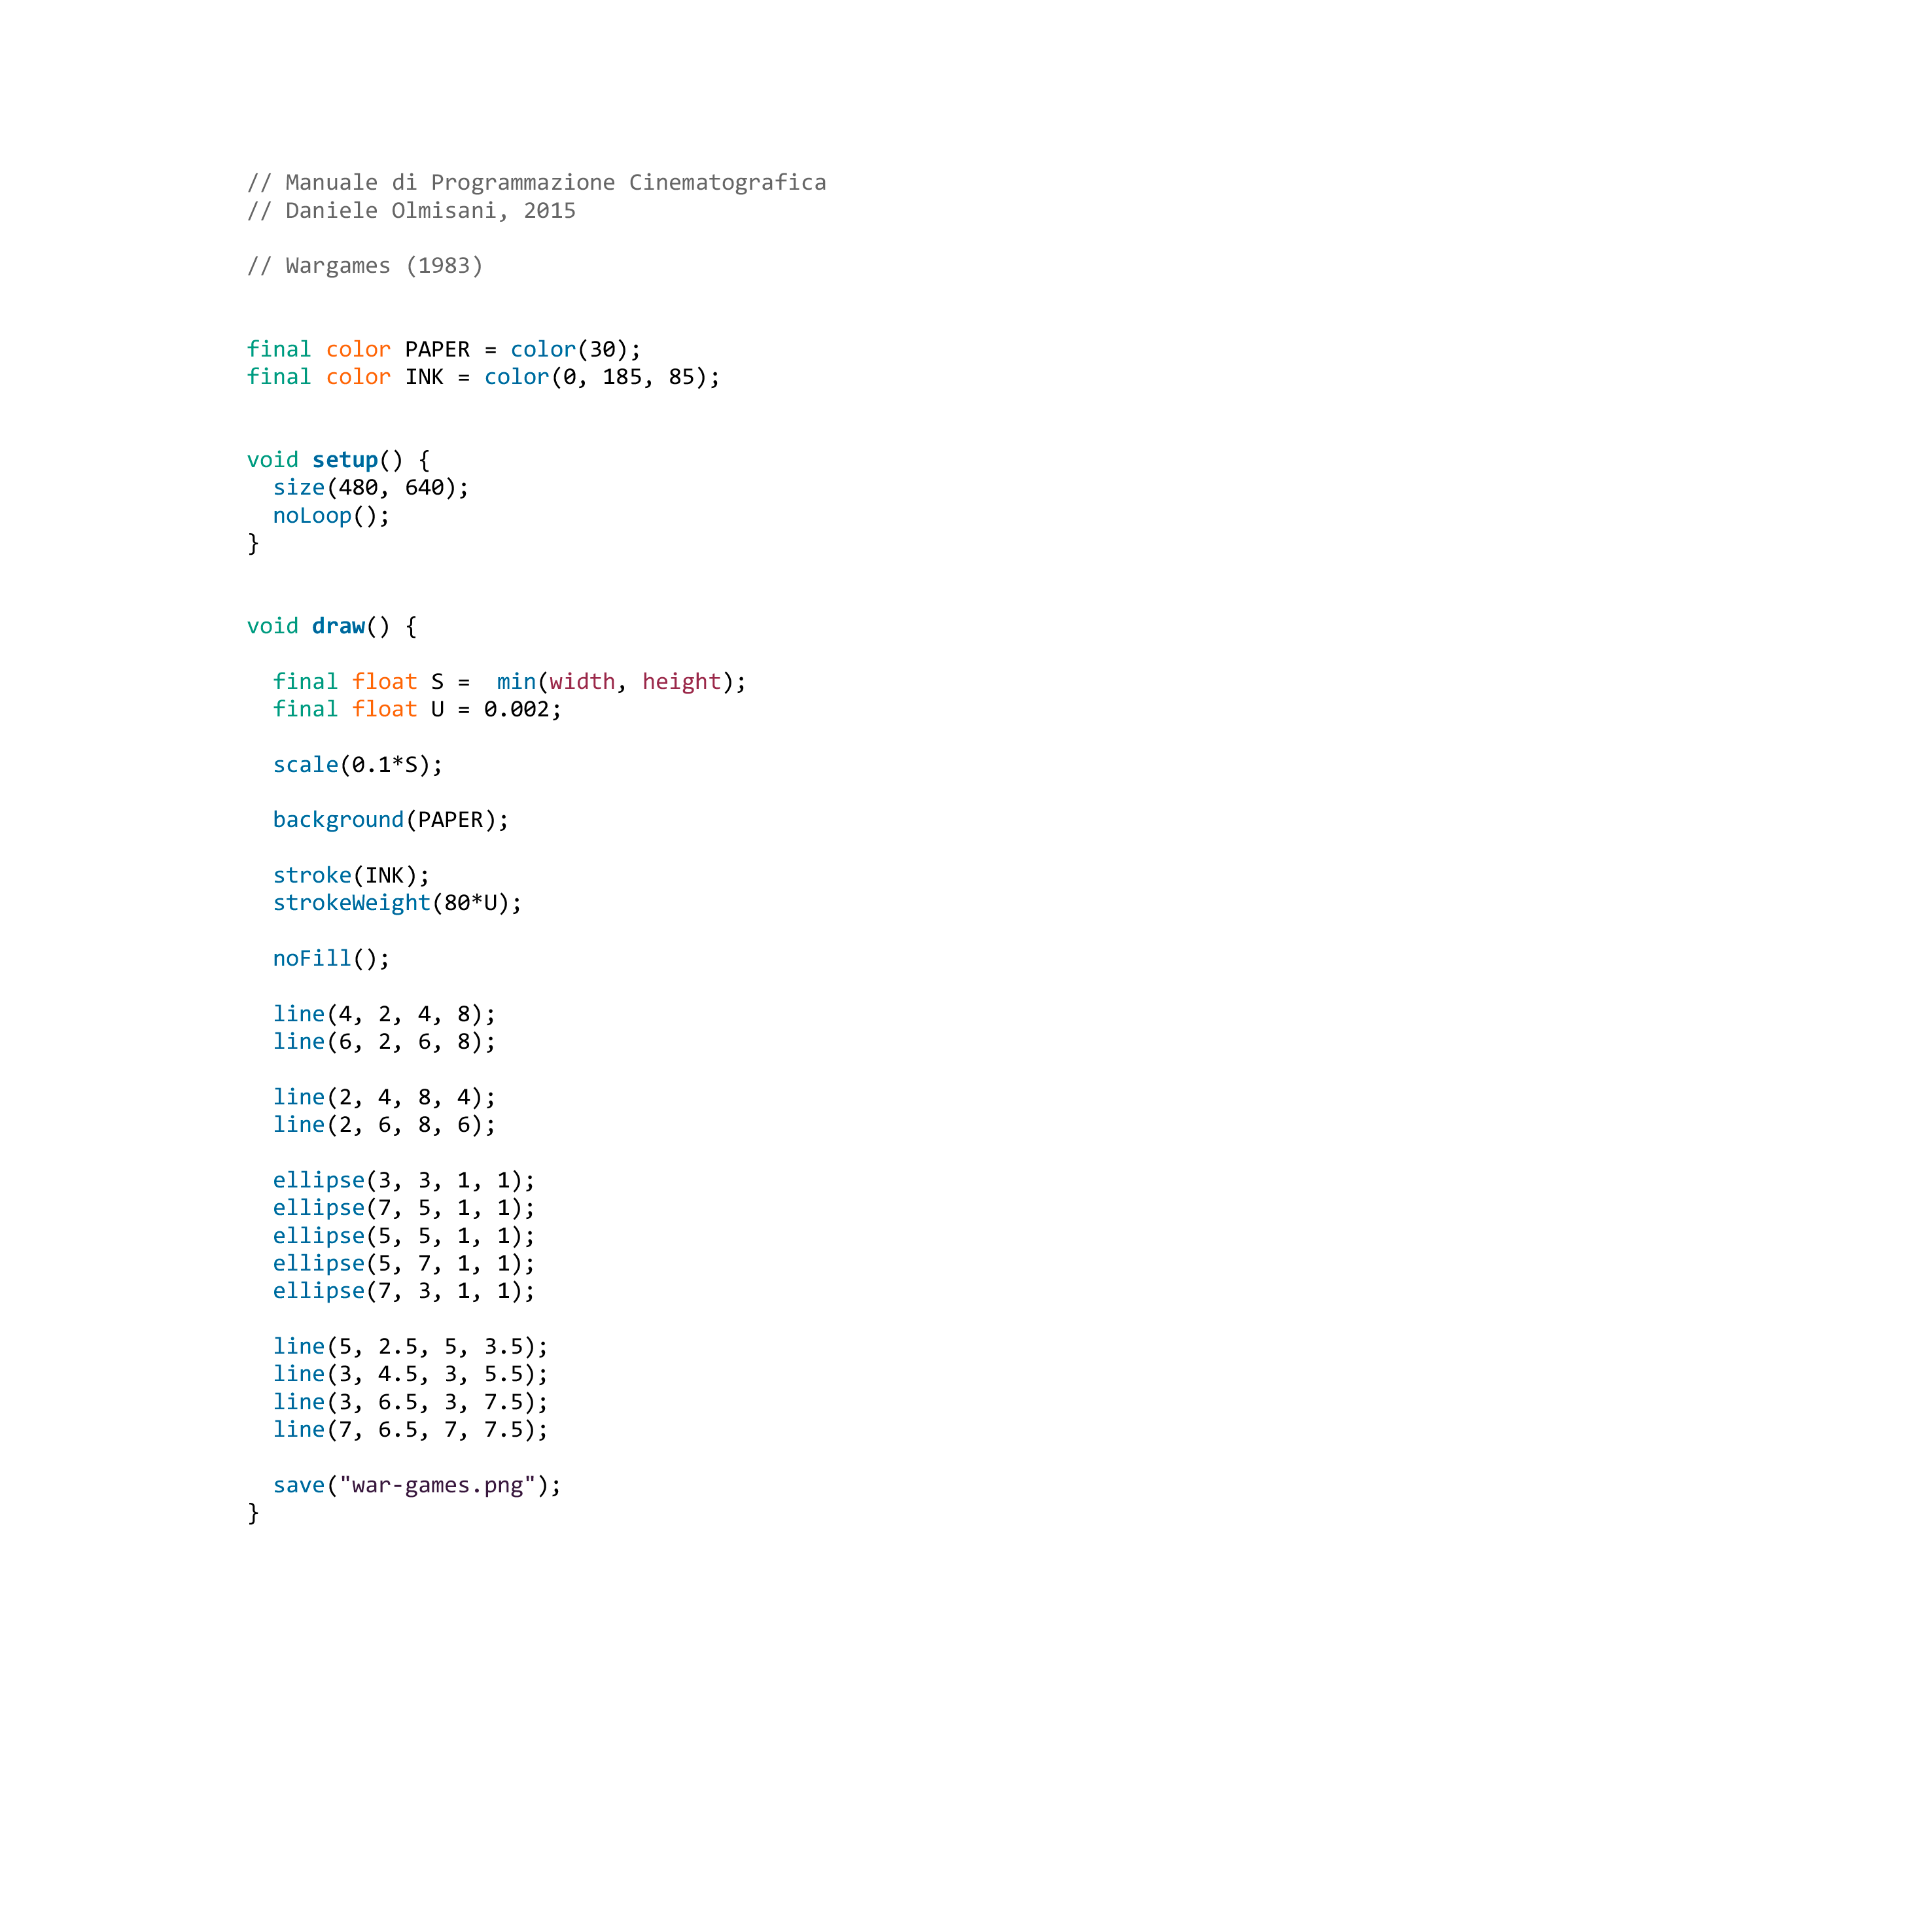 // Manuale di Programmazione Cinematografica
// Daniele Olmisani, 2015
// Wargames (1983)
final color PAPER = color(30);
final color INK = color(0, 185, 85);
void setup() {
  size(480, 640);
  noLoop();
}
void draw() {
  final float S =  min(width, height);
  final float U = 0.002;
  scale(0.1*S);
  background(PAPER);
  stroke(INK);
  strokeWeight(80*U);
  noFill();
  line(4, 2, 4, 8);
  line(6, 2, 6, 8);
  line(2, 4, 8, 4);
  line(2, 6, 8, 6);
  ellipse(3, 3, 1, 1);
  ellipse(7, 5, 1, 1);
  ellipse(5, 5, 1, 1);
  ellipse(5, 7, 1, 1);
  ellipse(7, 3, 1, 1);
  line(5, 2.5, 5, 3.5);
  line(3, 4.5, 3, 5.5);
  line(3, 6.5, 3, 7.5);
  line(7, 6.5, 7, 7.5);
  save("war-games.png");
}